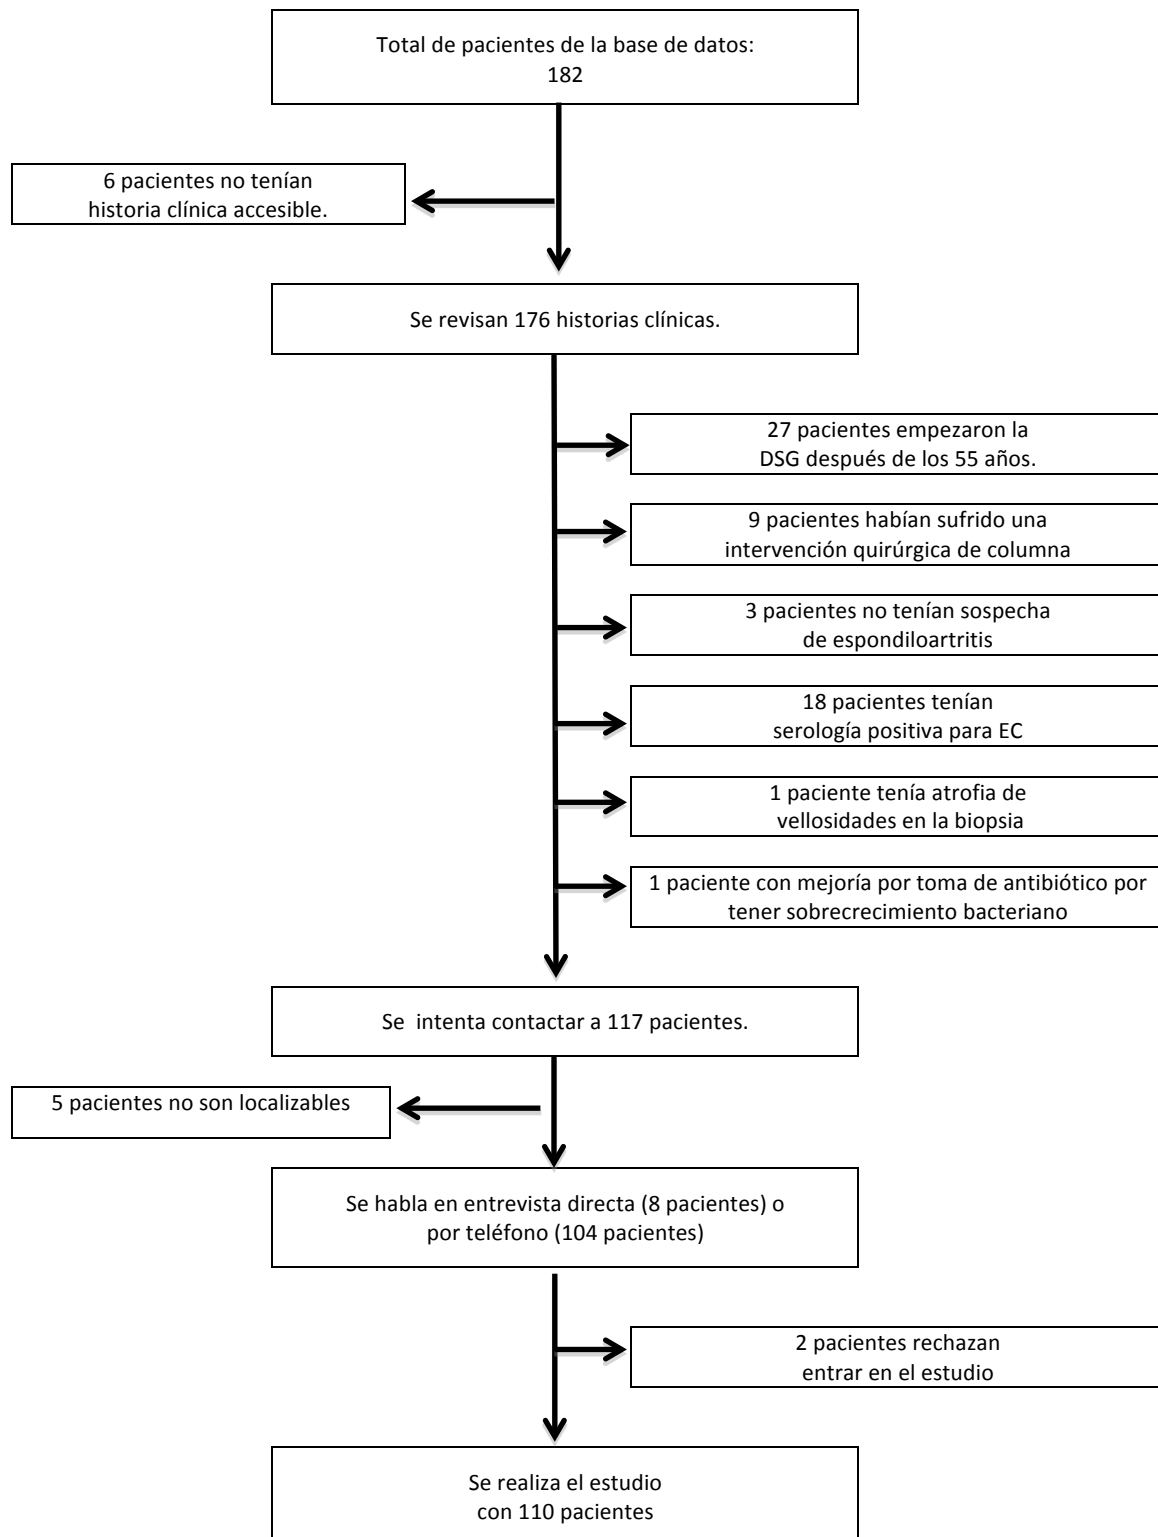 Total de pacientes de la base de datos:
182
6 pacientes no tenían
historia clínica accesible.
Se revisan 176 historias clínicas.
27 pacientes empezaron la
DSG después de los 55 años.
9 pacientes habían sufrido una
intervención quirúrgica de columna
3 pacientes no tenían sospecha
de espondiloartritis
18 pacientes tenían
serología positiva para EC
1 paciente tenía atrofia de
vellosidades en la biopsia
1 paciente con mejoría por toma de antibiótico por
tener sobrecrecimiento bacteriano
Se intenta contactar a 117 pacientes.
5 pacientes no son localizables
Se habla en entrevista directa (8 pacientes) o
por teléfono (104 pacientes)
2 pacientes rechazan
entrar en el estudio
Se realiza el estudio
con 110 pacientes